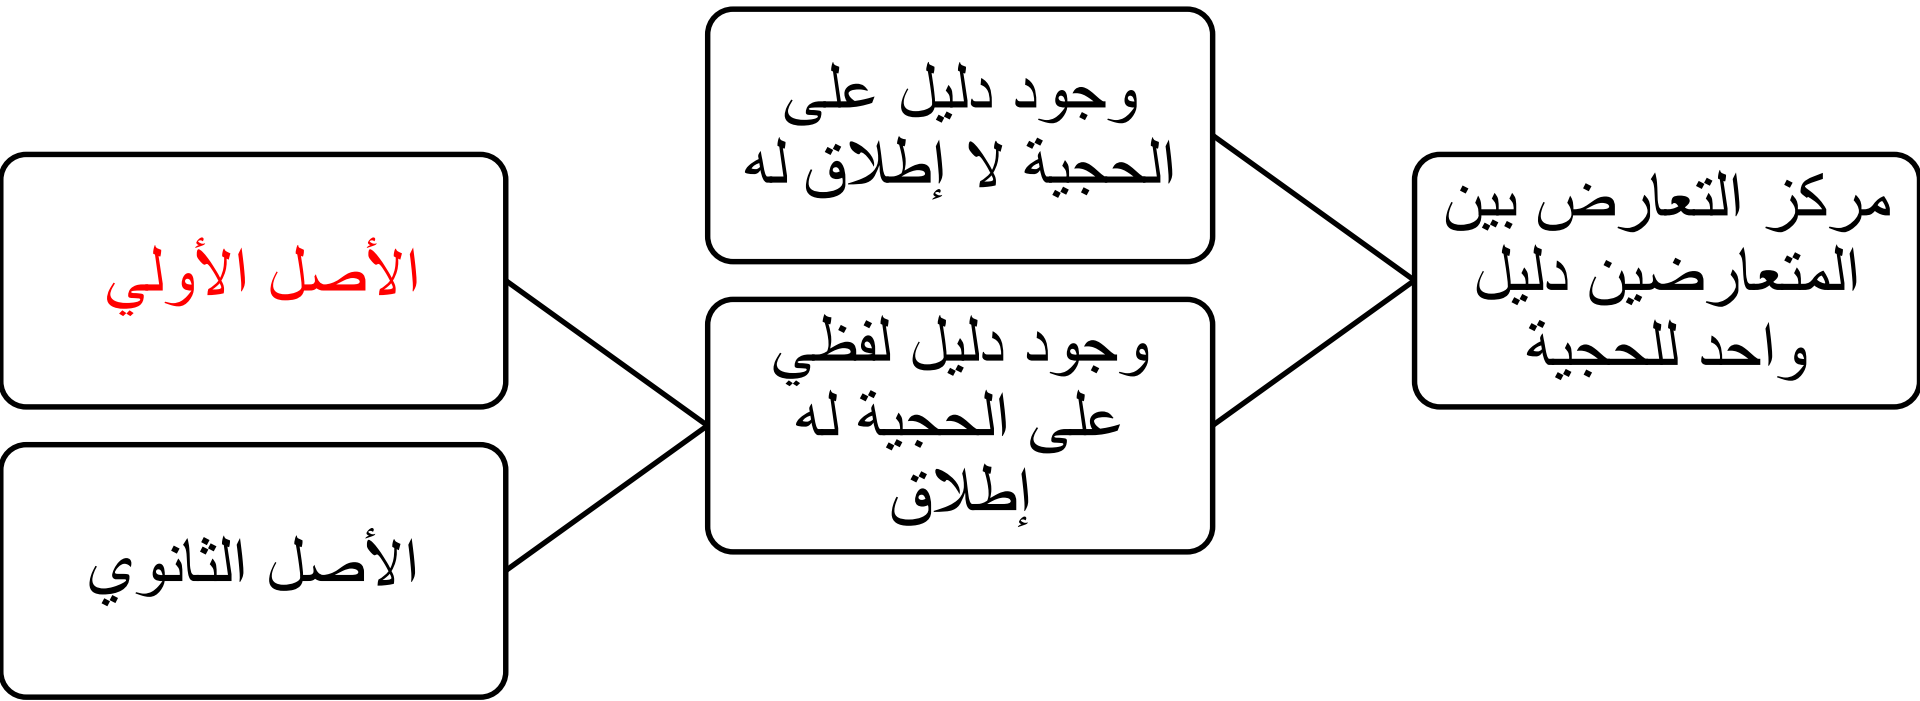 مركز التعارض بين
المتعارضين دليل
واحد للحجية
وجود دليل على
الحجية لا إطلاق له
وجود دليل لفظي
على الحجية له
إطلاق
الأصل الأولي
الأصل الثانوي